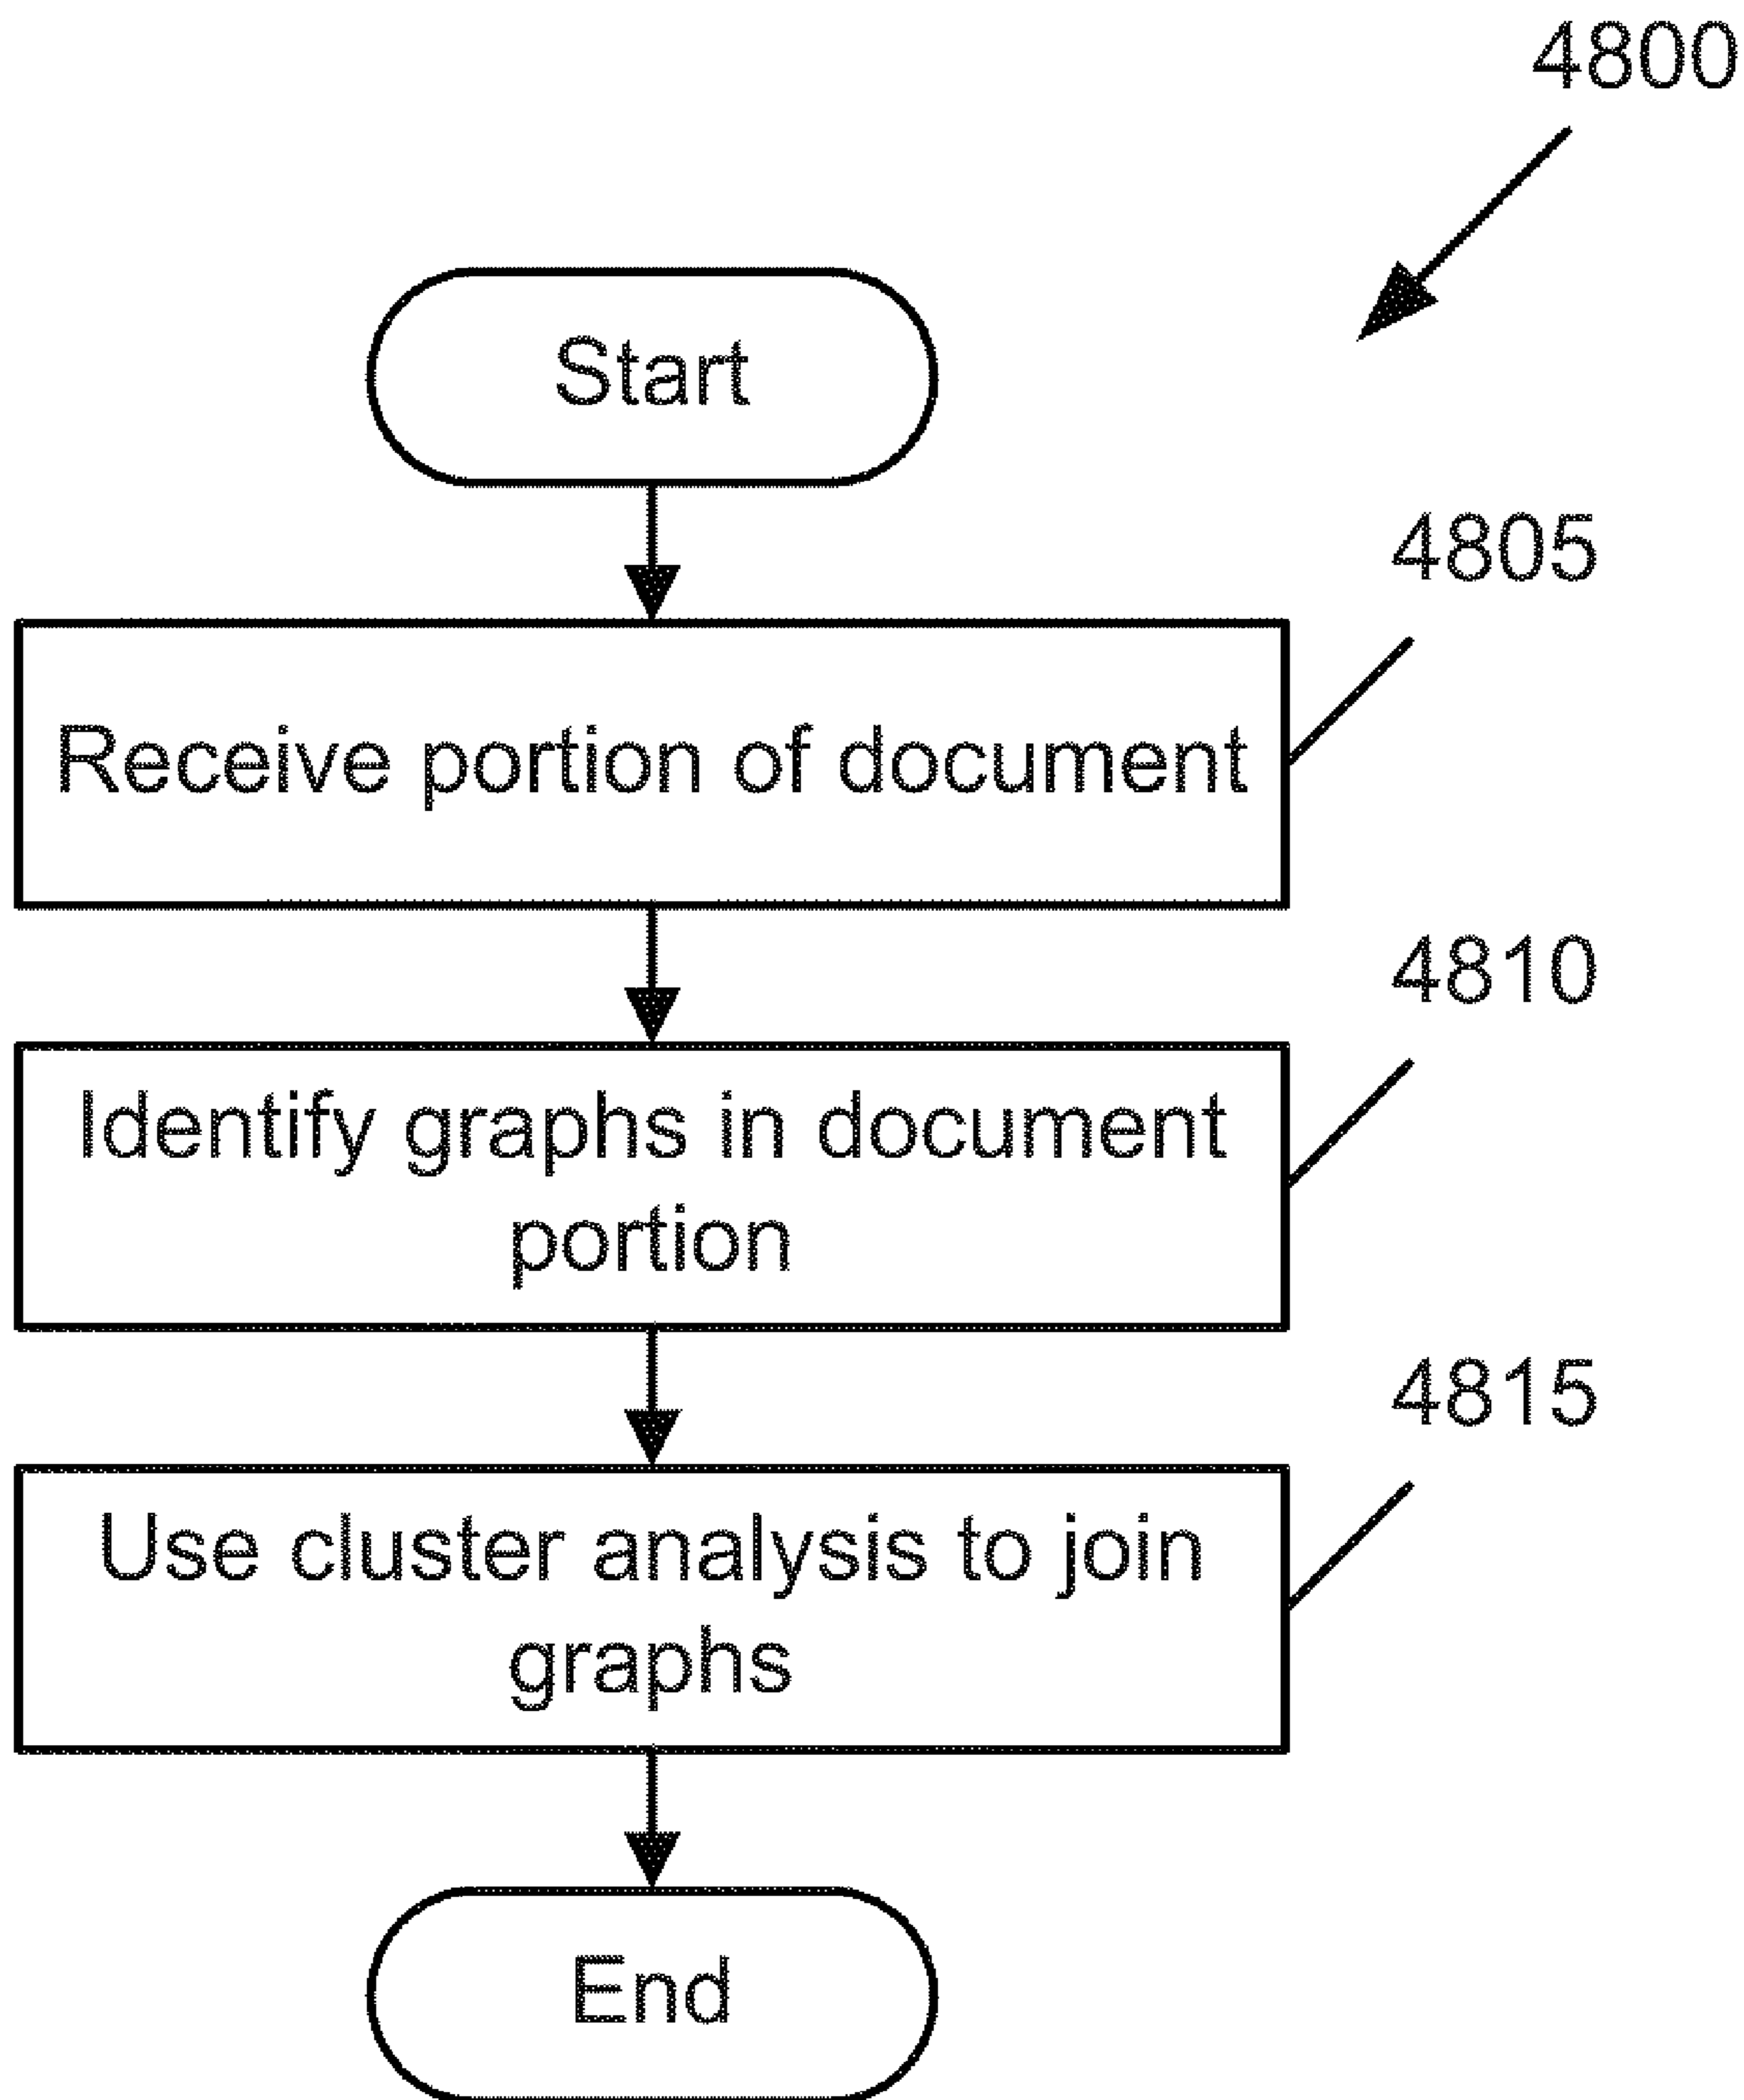 4800
Start
4805
Receive portion of document
4810
Identify graphs in document
portion
4815
Use cluster analysis to join
graphs
End